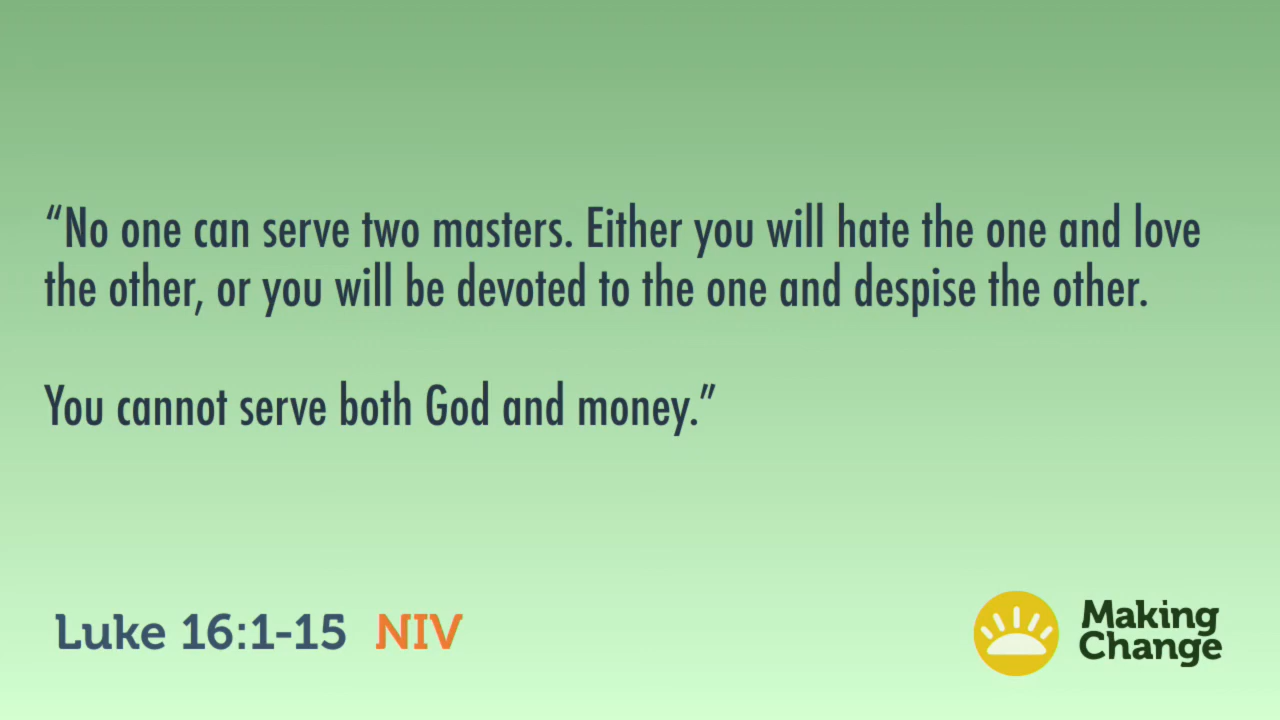 “No one can serve two masters. Either you will hate the one and love
the other, or you will be devoted to the one and despise the other.
You cannot serve both God and money.”
Luke 16:1-15 NIV
Making
Change